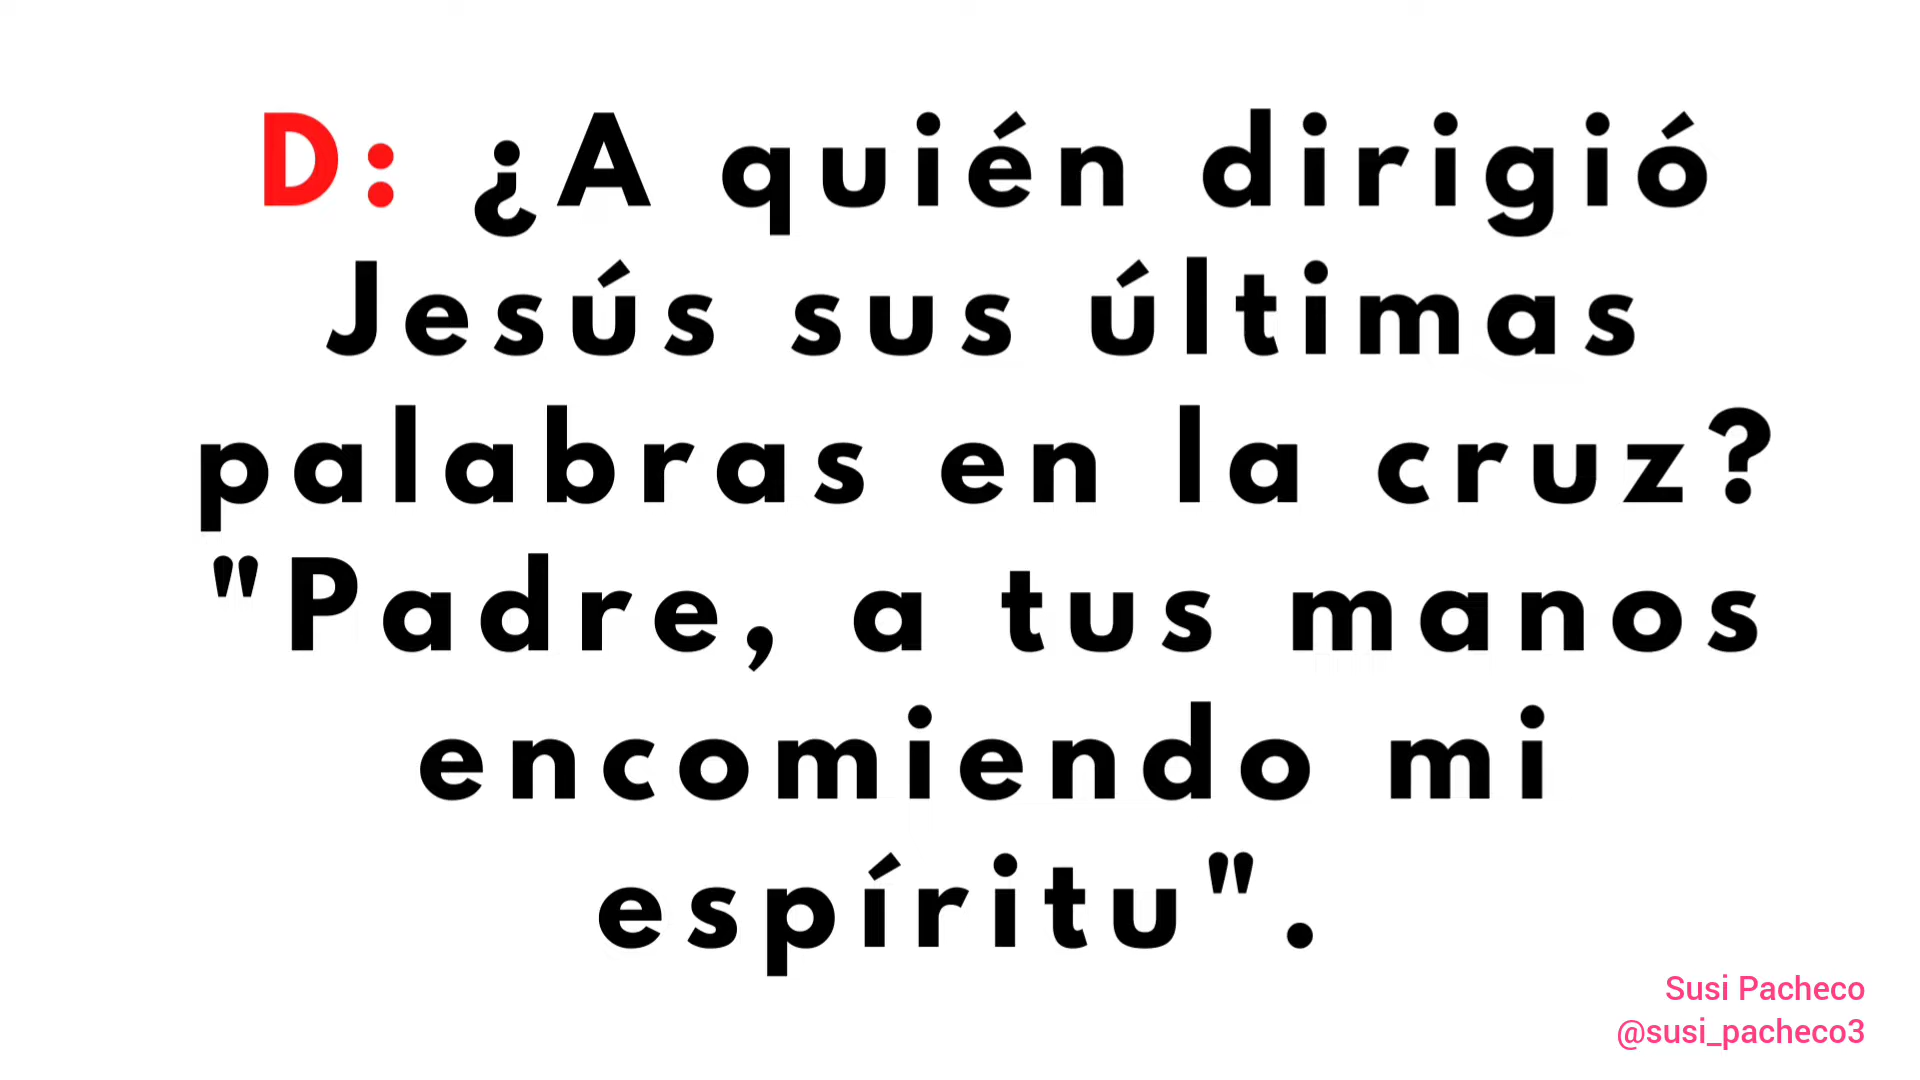 D: ¿A quién dirigió
Jesús sus últimas
palabras en la cruz?
"Padre, a tus manos
encomiendo mi
espíritu".
Susi Pacheco
@susi_pacheco3